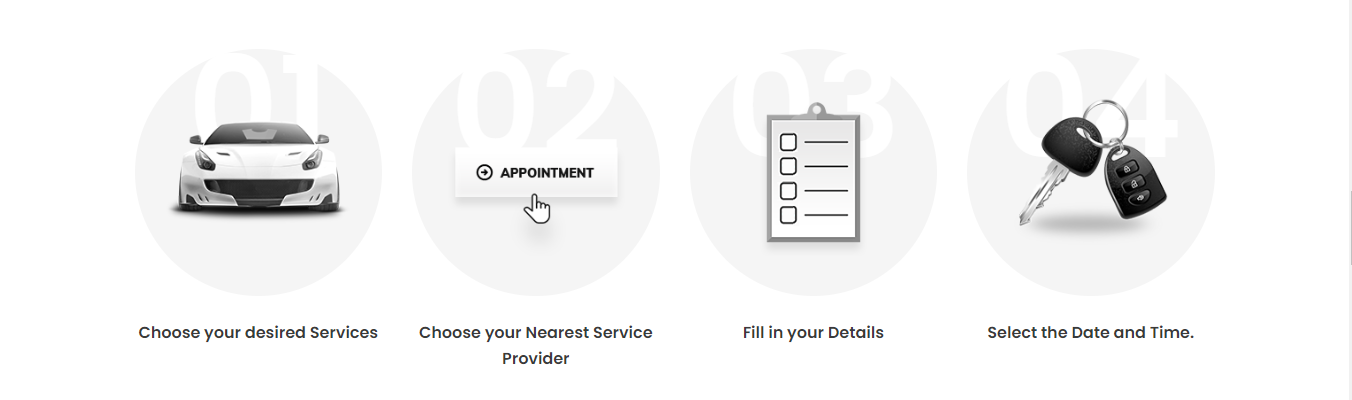 01
02
03
04
APPOINTMENT
Choose your desired Services
Choose your Nearest Service
Provider
Fill in your Details
Select the Date and Time.